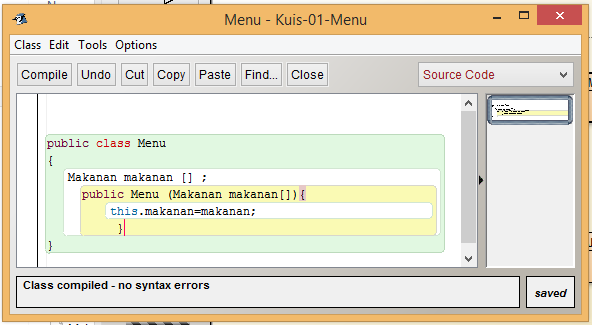 Menu - Kuis-01-Menu
Class Edit Tools Options
Compile Undo Cut Copy Paste Find... Close Source Code
public class Menu
{
Makanan makanan [] ;
public Menu (Makanan makanan[]){
this.makanan=makanan;
}
}
Class compiled - no syntax errors
saved